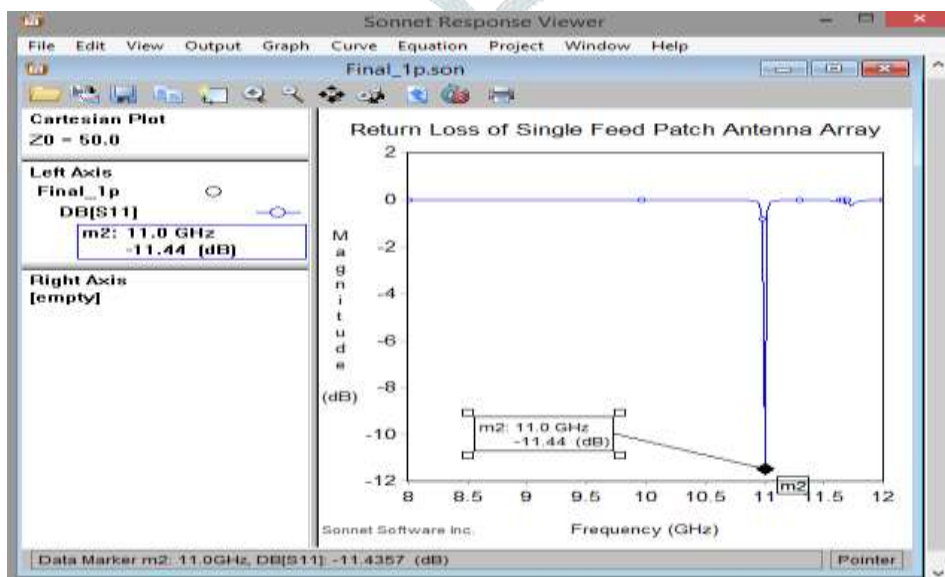 Sonnet Response Viewer
File Edit View Output Graph Curve Equation Project Window Help
Final_1p.son
Cartesian Plot
Z0 = 50.0
Left Axis
Final_1p
DB[S11]
m2: 11.0 GHz
-11.44 (dB)
Right Axis
[empty]
Return Loss of Single Feed Patch Antenna Array
2
0
-2
-4
-6
-8
-10
-12
Magnitude
(dB)
m2: 11.0 GHz
-11.44 (dB)
m2
8 8.5 9 9.5 10 10.5 11 11.5 12
Sonnet Software Inc.
Frequency (GHz)
Data Marker m2: 11.0GHz, DB[S11]: -11.4357 (dB)
Pointer